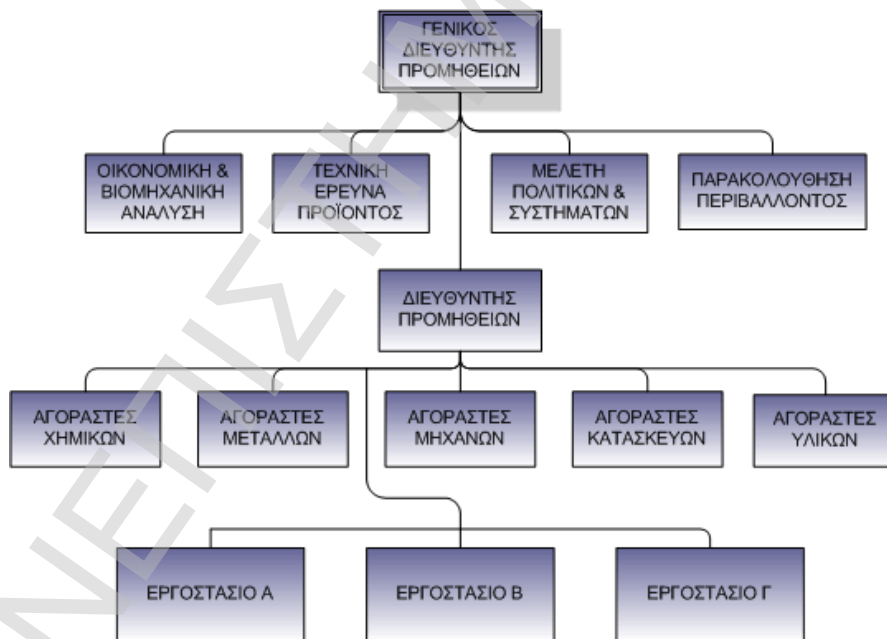 ΓΕΝΙΚΟΣ
ΔΙΕΥΘΥΝΤΗΣ
ΠΡΟΜΗΘΕΙΩΝ
ΟΙΚΟΝΟΜΙΚΗ &
ΒΙΟΜΗΧΑΝΙΚΗ
ΑΝΑΛΥΣΗ
ΤΕΧΝΙΚΗ
ΕΡΕΥΝΑ
ΠΡΟΪΟΝΤΟΣ
ΜΕΛΕΤΗ
ΠΟΛΙΤΙΚΩΝ &
ΣΥΣΤΗΜΑΤΩΝ
ΠΑΡΑΚΟΛΟΥΘΗΣΗ
ΠΕΡΙΒΑΛΛΟΝΤΟΣ
ΔΙΕΥΘΥΝΤΗΣ
ΠΡΟΜΗΘΕΙΩΝ
ΑΓΟΡΑΣΤΕΣ
ΧΗΜΙΚΩΝ
ΑΓΟΡΑΣΤΕΣ
ΜΕΤΑΛΛΩΝ
ΑΓΟΡΑΣΤΕΣ
ΜΗΧΑΝΩΝ
ΑΓΟΡΑΣΤΕΣ
ΚΑΤΑΣΚΕΥΩΝ
ΑΓΟΡΑΣΤΕΣ
ΥΛΙΚΩΝ
ΕΡΓΟΣΤΑΣΙΟ Α
ΕΡΓΟΣΤΑΣΙΟ Β
ΕΡΓΟΣΤΑΣΙΟ Γ